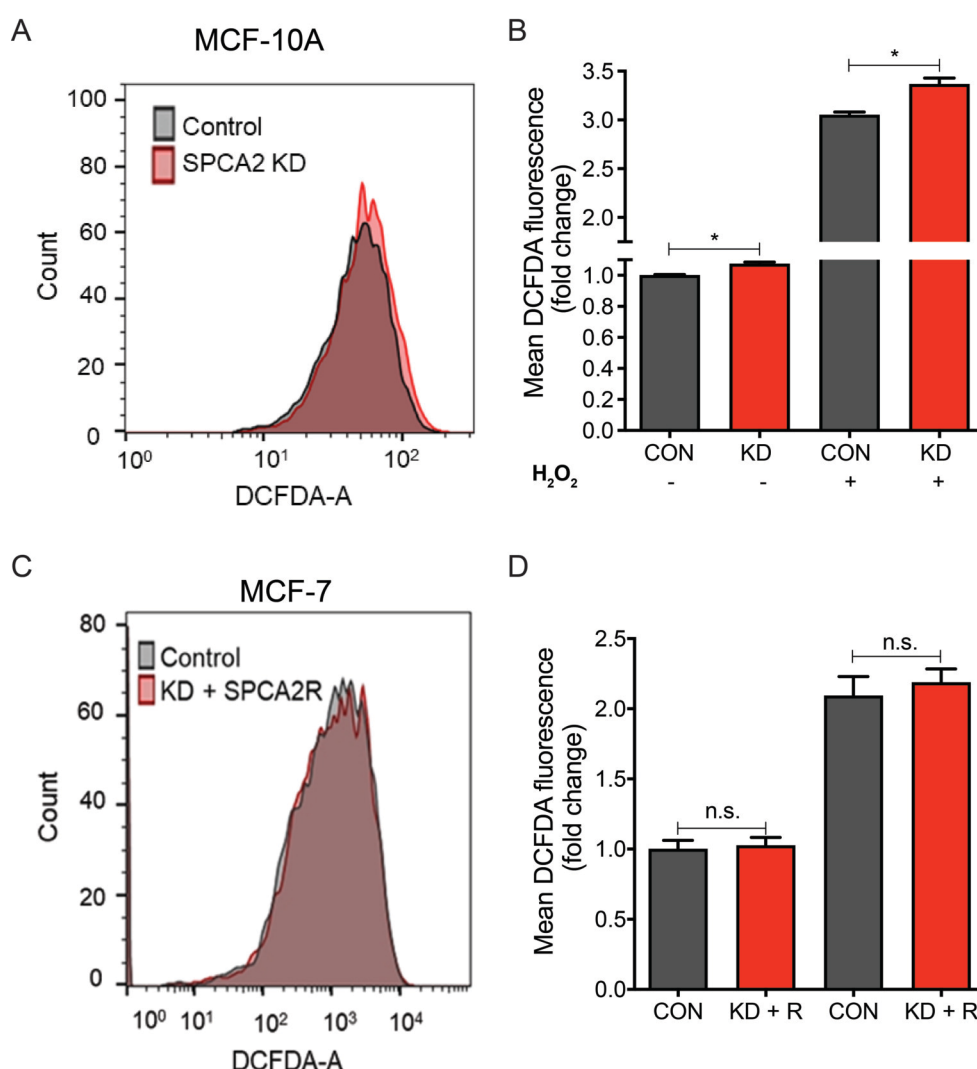 A
MCF-10A
Control
SPCA2 KD
Count
100
80
60
40
20
0
10⁰ 10¹ 10²
DCFDA-A
B
Mean DCFDA fluorescence
(fold change)
3.5
3.0
2.5
2.0
1.0
0.8
0.6
0.4
0.2
0.0
*
*
CON KD CON KD
H₂O₂ - - + +
C
MCF-7
Control
KD + SPCA2R
Count
80
60
40
20
0
10⁰ 10¹ 10² 10³ 10⁴
DCFDA-A
D
Mean DCFDA fluorescence
(fold change)
2.5
2.0
1.5
1.0
0.5
0.0
n.s.
n.s.
CON KD + R CON KD + R